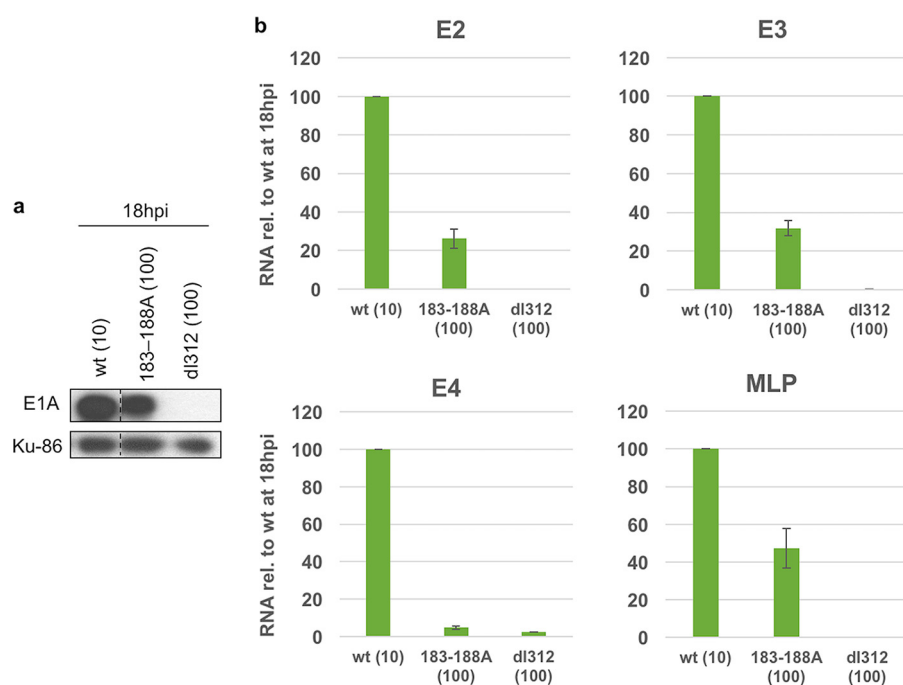 a
18hpi
wt (10)
183–188A (100)
dl312 (100)
E1A
Ku-86
b
E2
RNA rel. to wt at 18hpi
120
100
80
60
40
20
0
wt (10)
183-188A
(100)
dl312
(100)
E3
120
100
80
60
40
20
0
wt (10)
183-188A
(100)
dl312
(100)
E4
RNA rel. to wt at 18hpi
120
100
80
60
40
20
0
wt (10)
183-188A
(100)
dl312
(100)
MLP
120
100
80
60
40
20
0
wt (10)
183-188A
(100)
dl312
(100)